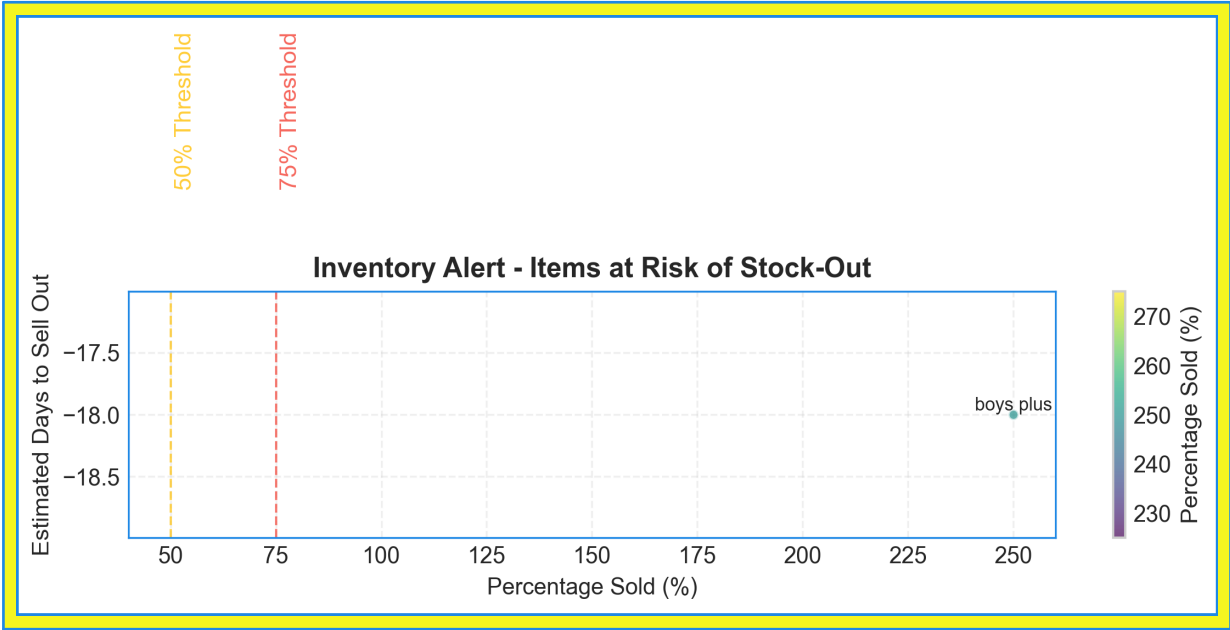 50% Threshold
75% Threshold
Inventory Alert - Items at Risk of Stock-Out
Estimated Days to Sell Out
−17.5
−18.0
−18.5
boys plus
50
75
100
125
150
175
200
225
250
Percentage Sold (%)
270
260
250
240
230
Percentage Sold (%)